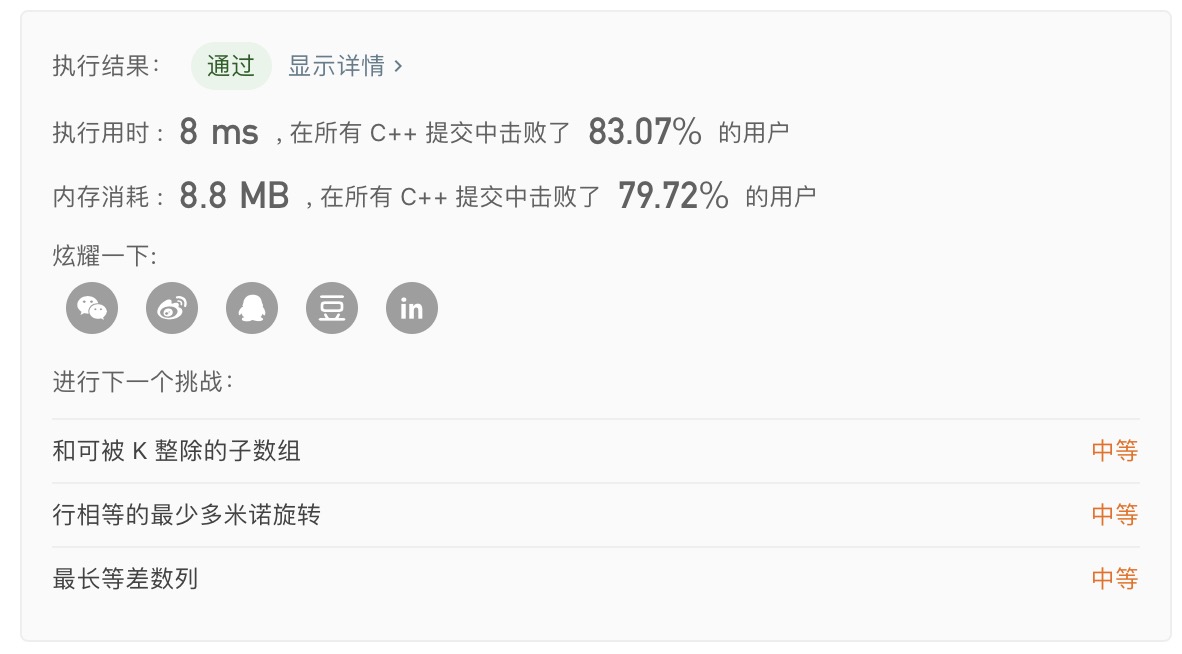 执行结果： 通过 显示详情 >
执行用时： 8 ms ，在所有 C++ 提交中击败了 83.07% 的用户
内存消耗： 8.8 MB ，在所有 C++ 提交中击败了 79.72% 的用户
炫耀一下:
豆 in
进行下一个挑战：
和可被 K 整除的子数组 中等
行相等的最少多米诺旋转 中等
最长等差数列 中等